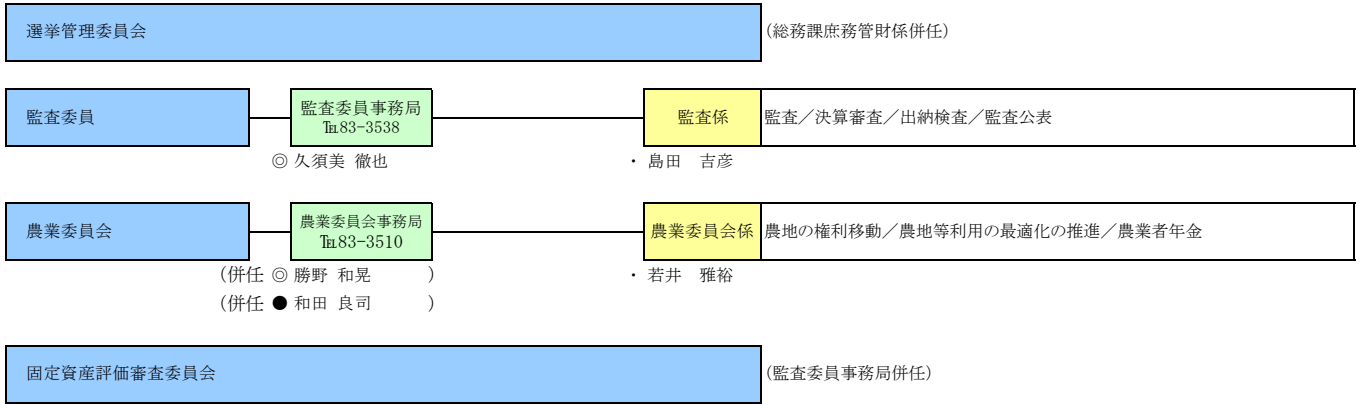 選挙管理委員会 (総務課庶務管財係併任)
監査委員 監査委員事務局 監査係 監査／決算審査／出納検査／監査公表
℡83-3538
◎ 久須美 徹也 ・ 島田　吉彦
農業委員会 農業委員会事務局 農業委員会係 農地の権利移動／農地等利用の最適化の推進／農業者年金
℡83-3510
(併任 ◎ 勝野 和晃 ) ・ 若井　雅裕
(併任 ● 和田 良司 )
固定資産評価審査委員会 (監査委員事務局併任)